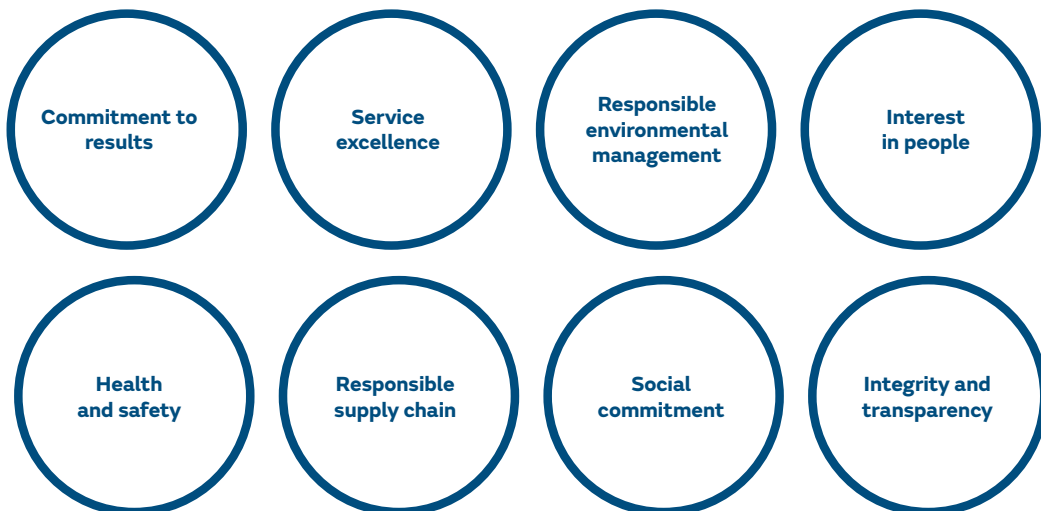 Commitment to
results
Service
excellence
Responsible
environmental
management
Interest
in people
Health
and safety
Responsible
supply chain
Social
commitment
Integrity and
transparency